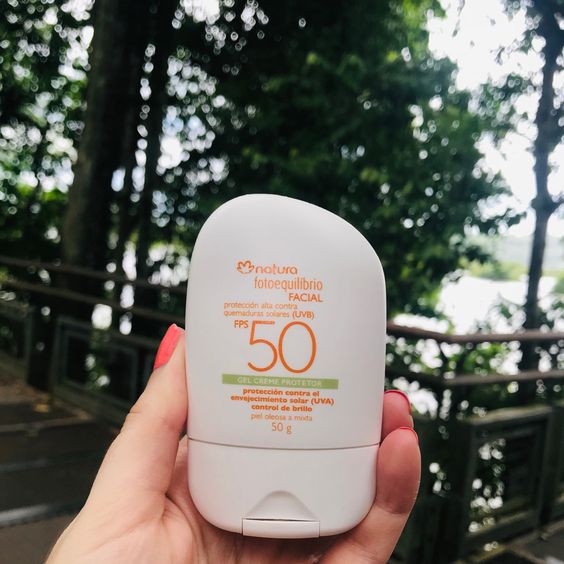 natura
fotoequilíbrio
FACIAL
protección alta contra
quemaduras solares (UVB)
FPS 50
GEL CREME PROTETOR
protección contra el
envejecimiento solar (UVA)
control de brillo
piel oleosa a mixta
50 g